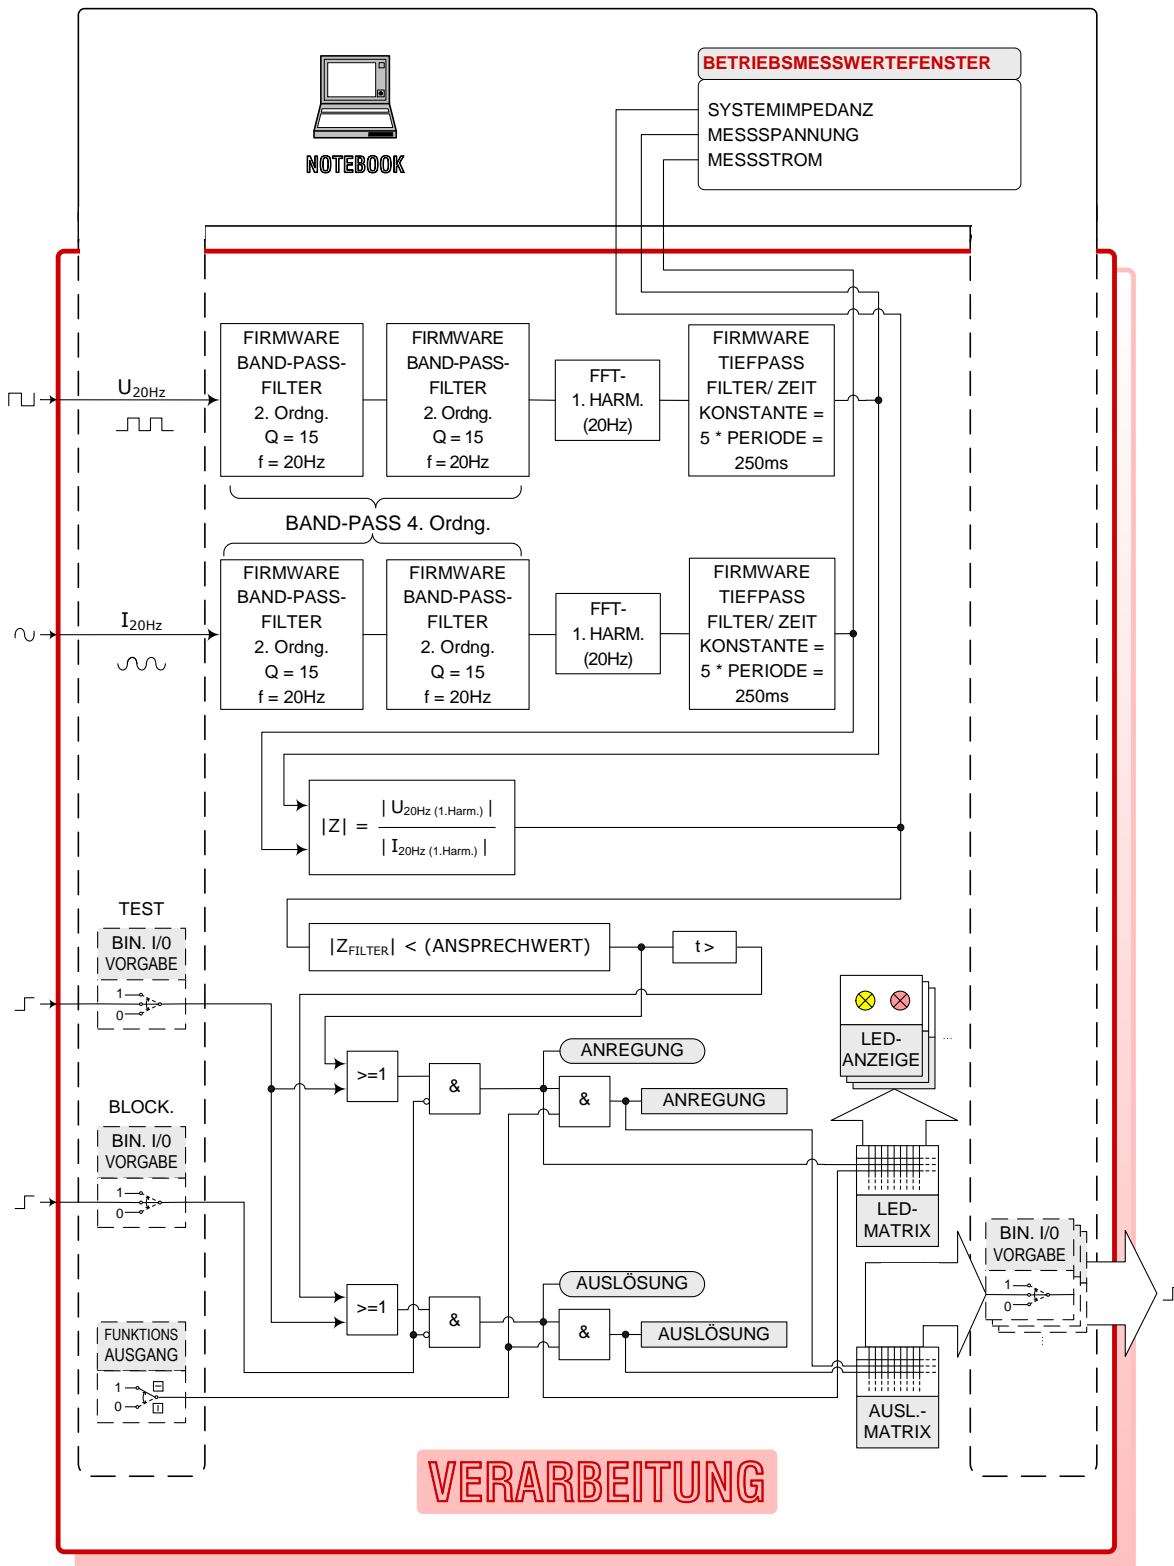 BETRIEBSMESSWERTEFENSTER
SYSTEMIMPEDANZ
MESSSPANNUNG
MESSSTROM
NOTEBOOK
U20Hz
FIRMWARE
BAND-PASS-
FILTER
2. Ordng.
Q = 15
f = 20Hz
FIRMWARE
BAND-PASS-
FILTER
2. Ordng.
Q = 15
f = 20Hz
FFT-
1. HARM.
(20Hz)
FIRMWARE
TIEFPASS
FILTER/ ZEIT
KONSTANTE =
5 * PERIODE =
250ms
BAND-PASS 4. Ordng.
I20Hz
FIRMWARE
BAND-PASS-
FILTER
2. Ordng.
Q = 15
f = 20Hz
FIRMWARE
BAND-PASS-
FILTER
2. Ordng.
Q = 15
f = 20Hz
FFT-
1. HARM.
(20Hz)
FIRMWARE
TIEFPASS
FILTER/ ZEIT
KONSTANTE =
5 * PERIODE =
250ms
|Z| = | U20Hz (1.Harm.) |
| I20Hz (1.Harm.) |
TEST
BIN. I/0
VORGABE
1
0
|ZFILTER| < (ANSPRECHWERT)
t >
LED-
ANZEIGE
...
>=1
&
ANREGUNG
&
ANREGUNG
BLOCK.
BIN. I/0
VORGABE
1
0
LED-
MATRIX
BIN. I/0
VORGABE
1
0
...
>=1
&
AUSLÖSUNG
&
AUSLÖSUNG
FUNKTIONS
AUSGANG
1
0
AUSL.-
MATRIX
VERARBEITUNG